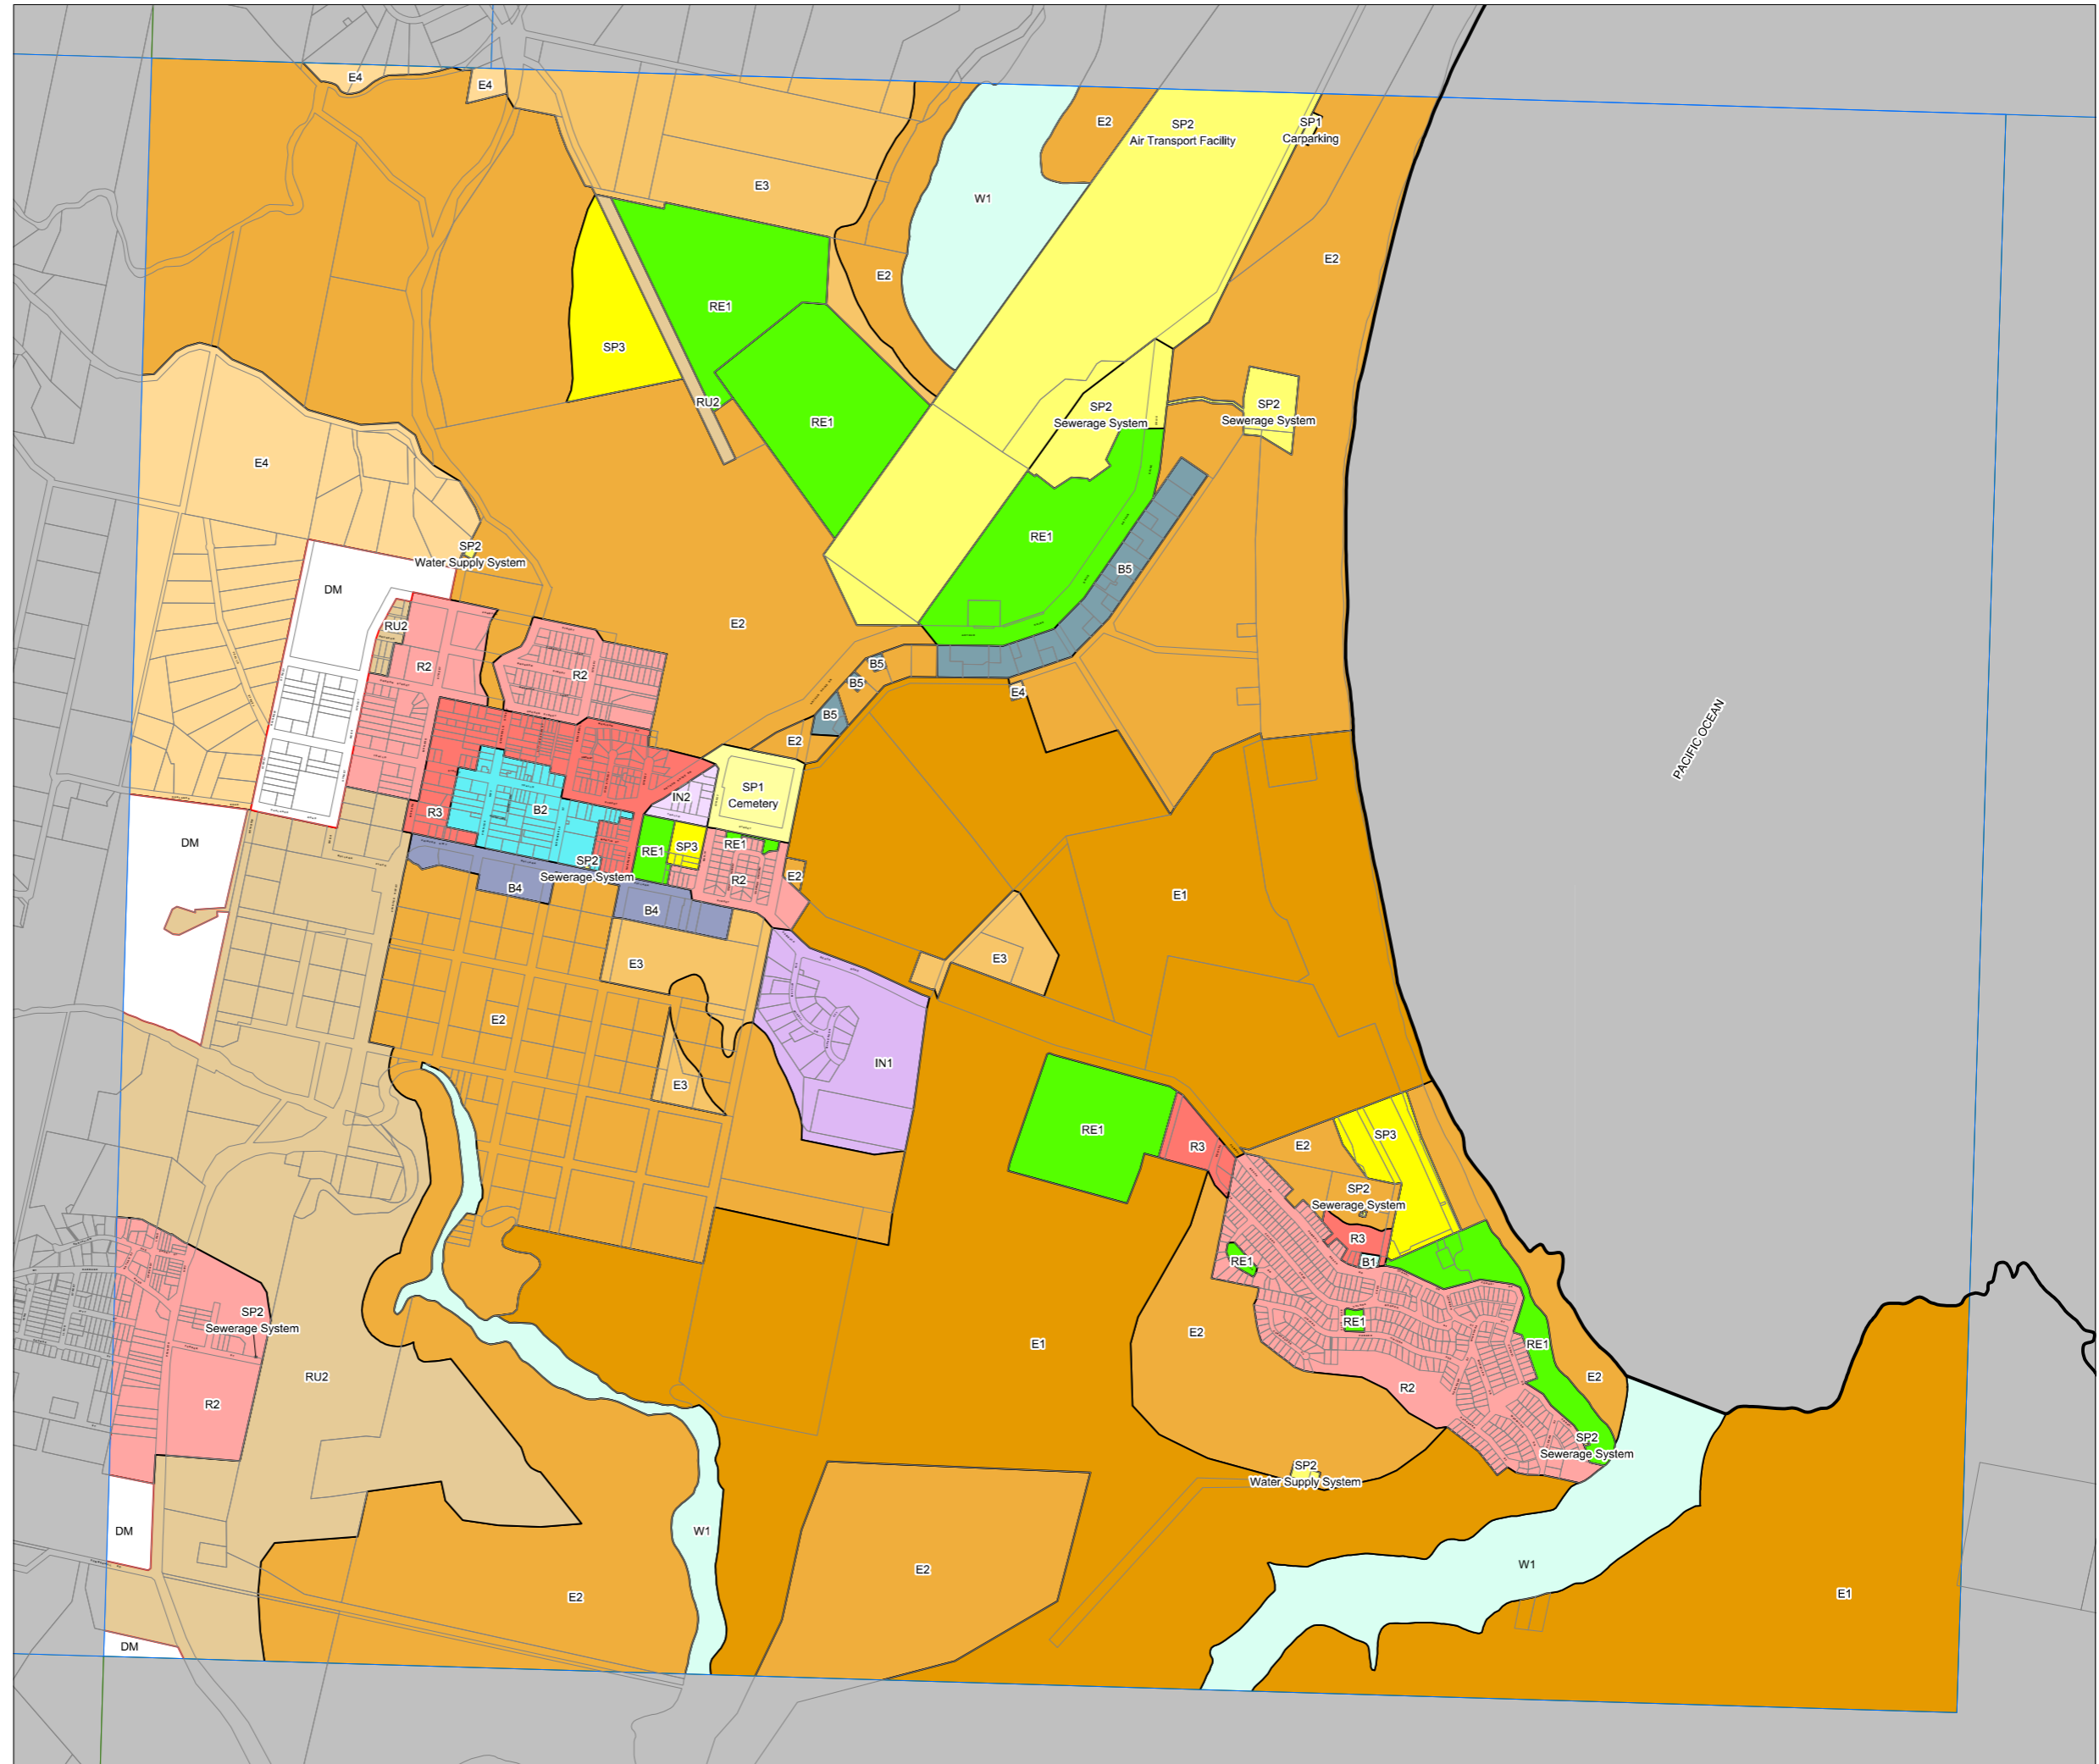 E4
E4
E2
SP2
Air Transport Facility
SP1
Carparking
E3
W1
E2
E2
RE1
SP3
RU2
SP2
Sewerage System
SP2
Sewerage System
RE1
E4
RE1
SP2
Water Supply System
B5
DM
RU2
E2
R2
B5
R2
B5
E4
B5
PACIFIC OCEAN
E2
SP1
Cemetery
IN2
B2
R3
DM
RE1
SP3
RE1
SP2
Sewerage System
R2
E2
B4
E1
B4
E3
E3
E2
IN1
E3
RE1
SP3
R3
E2
SP2
Sewerage System
R3
B1
RE1
SP2
Sewerage System
RE1
E2
E1
RE1
RU2
E2
R2
R2
SP2
Sewerage System
SP2
Water Supply System
DM
W1
W1
E2
E1
E2
DM